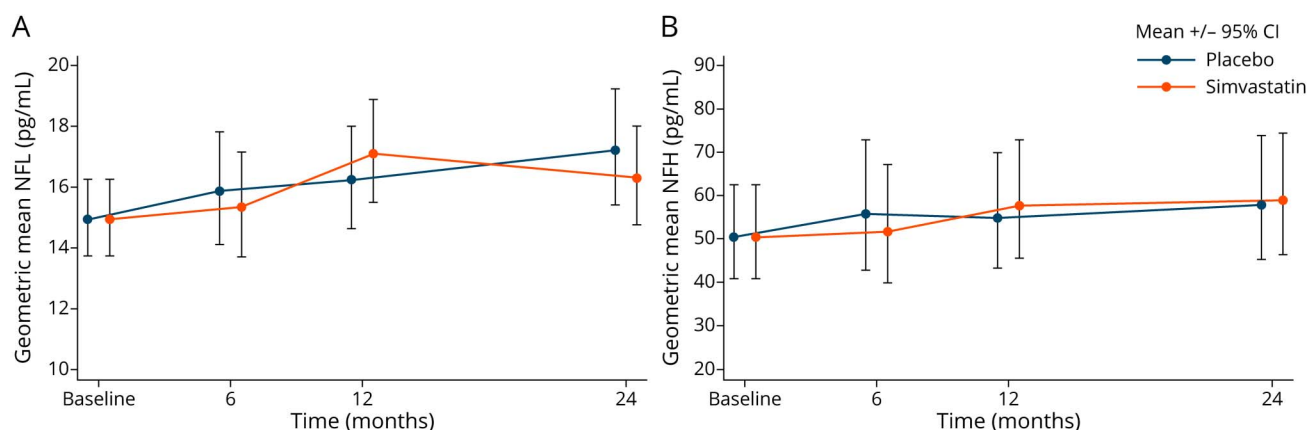 A
Geometric mean NFL (pg/mL)
20
18
16
14
12
10
Baseline
6
12
24
Time (months)
B
Mean +/– 95% CI
Placebo
Simvastatin
Geometric mean NFH (pg/mL)
90
80
70
60
50
40
30
20
Baseline
6
12
24
Time (months)